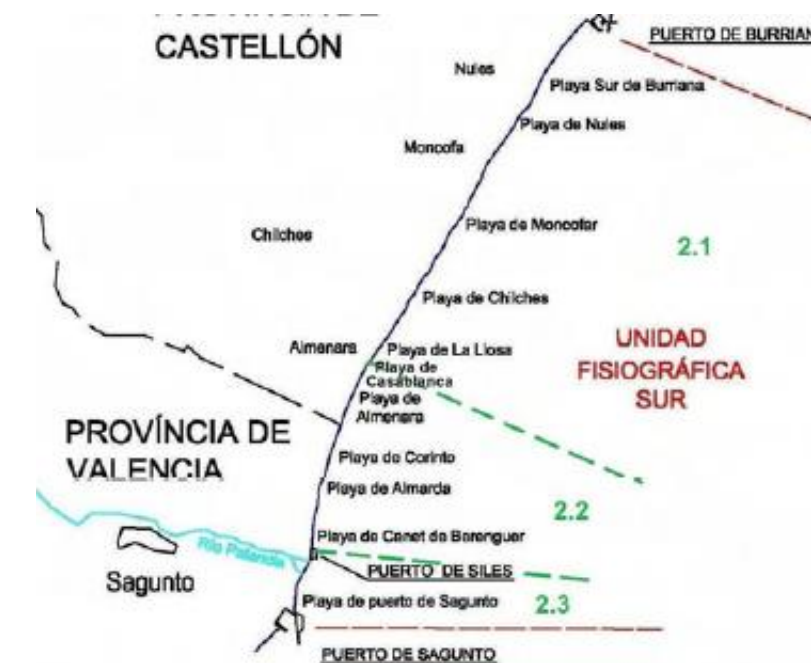 CASTELLÓN
PUERTO DE BURRIAN
Nules
Playa Sur de Burriana
Playa de Nules
Moncofa
Playa de Moncofar
Chilches
2.1
Playa de Chilches
UNIDAD
FISIOGRÁFICA
SUR
Almenara
Playa de La Llosa
Playa de
Casablanca
Playa de
Almenara
PROVÍNCIA DE
VALENCIA
Playa de Corinto
Playa de Almarda
2.2
Playa de Canet de Berenguer
Río Palancia
PUERTO DE SILES
Sagunto
Playa de puerto de Sagunto
2.3
PUERTO DE SAGUNTO